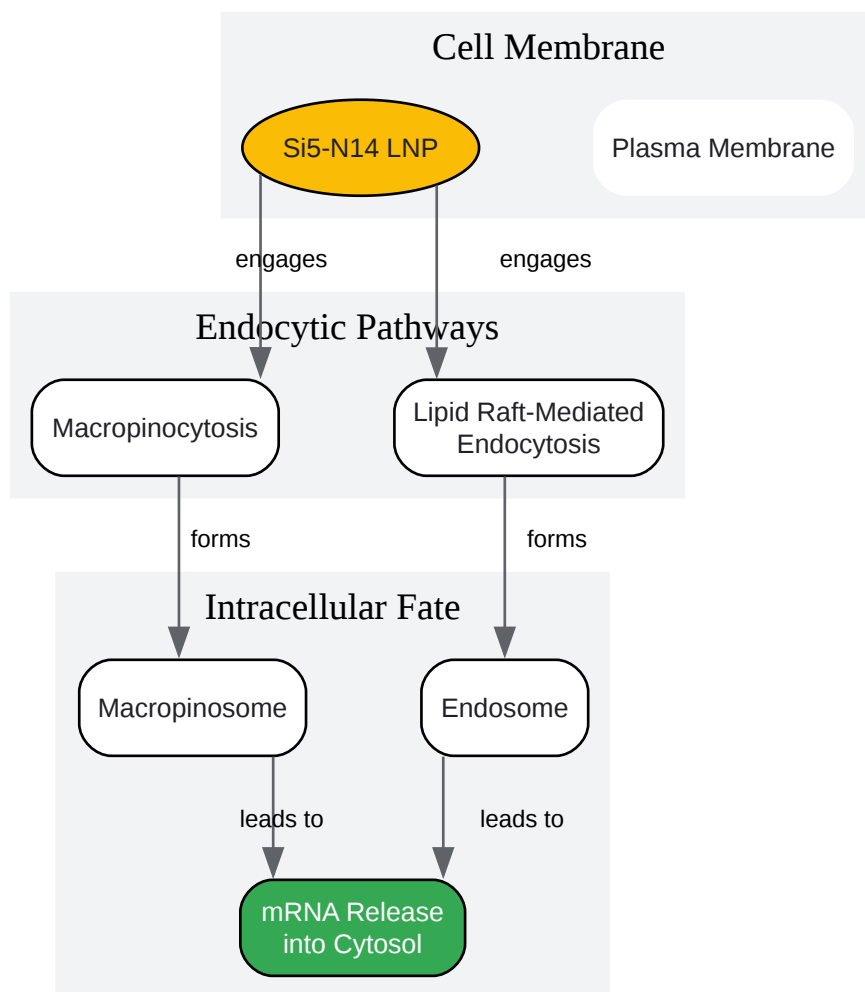 Cell Membrane
Si5-N14 LNP
Plasma Membrane
engages
engages
Endocytic Pathways
Macropinocytosis
Lipid Raft-Mediated
Endocytosis
forms
forms
Intracellular Fate
Macropinosome
Endosome
leads to
leads to
mRNA Release
into Cytosol